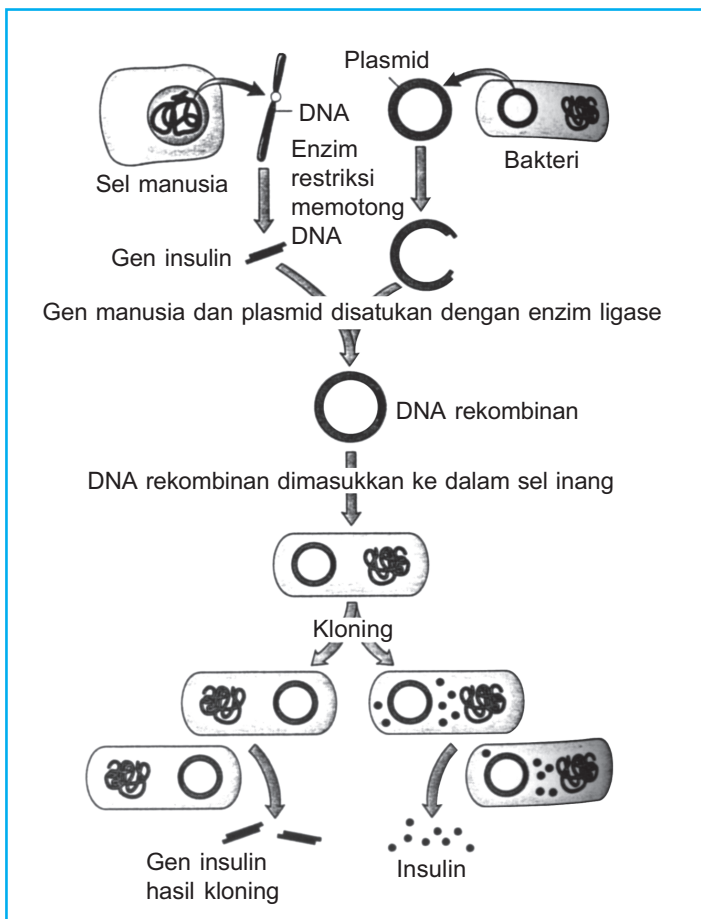 Plasmid
DNA
Sel manusia
Bakteri
Enzim
restriksi
memotong
DNA
Gen insulin
Gen manusia dan plasmid disatukan dengan enzim ligase
DNA rekombinan
DNA rekombinan dimasukkan ke dalam sel inang
Kloning
Gen insulin
hasil kloning
Insulin